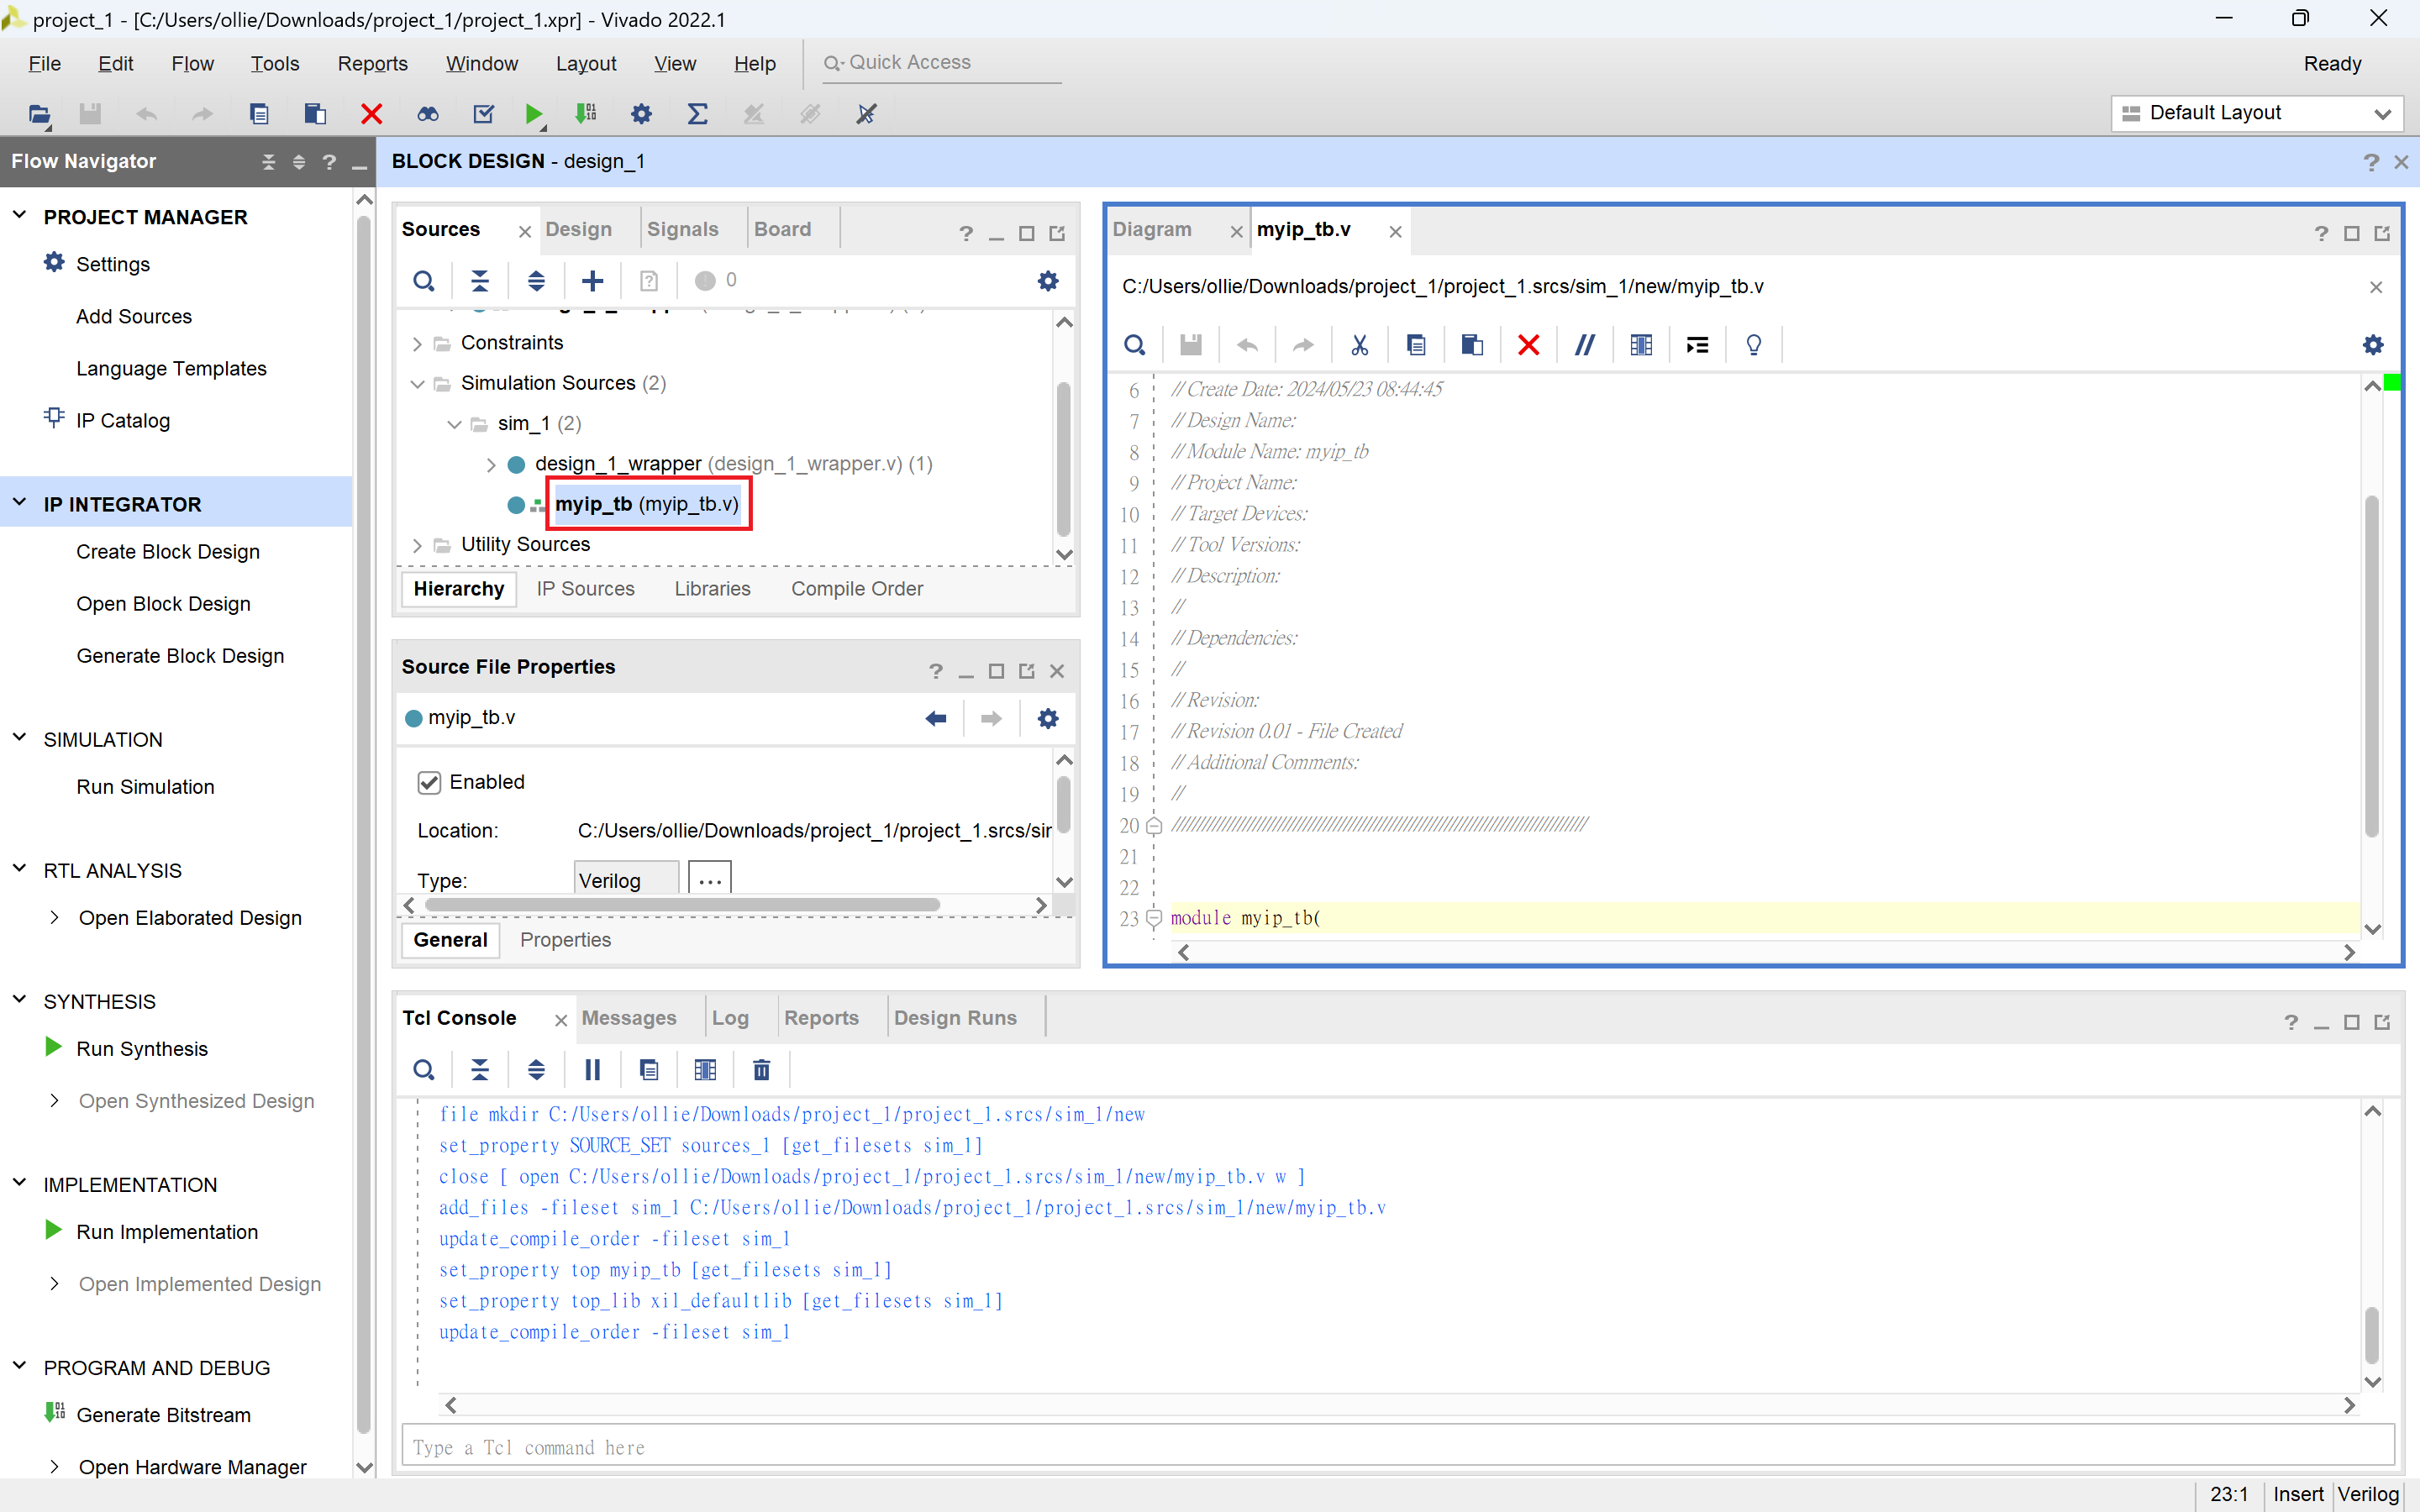 project_1 - [C:/Users/ollie/Downloads/project_1/project_1.xpr] - Vivado 2022.1
File Edit Flow Tools Reports Window Layout View Help Quick Access Ready
Default Layout
Flow Navigator
BLOCK DESIGN - design_1
PROJECT MANAGER
Settings
Add Sources
Language Templates
IP Catalog
IP INTEGRATOR
Create Block Design
Open Block Design
Generate Block Design
SIMULATION
Run Simulation
RTL ANALYSIS
Open Elaborated Design
SYNTHESIS
Run Synthesis
Open Synthesized Design
IMPLEMENTATION
Run Implementation
Open Implemented Design
PROGRAM AND DEBUG
Generate Bitstream
Open Hardware Manager
Sources Design Signals Board
0
Constraints
Simulation Sources (2)
sim_1 (2)
design_1_wrapper (design_1_wrapper.v) (1)
myip_tb (myip_tb.v)
Utility Sources
Hierarchy IP Sources Libraries Compile Order
Source File Properties
myip_tb.v
Enabled
Location: C:/Users/ollie/Downloads/project_1/project_1.srcs/sir
Type: Verilog ...
General Properties
Diagram myip_tb.v
C:/Users/ollie/Downloads/project_1/project_1.srcs/sim_1/new/myip_tb.v
6 // Create Date: 2024/05/23 08:44:45
7 // Design Name:
8 // Module Name: myip_tb
9 // Project Name:
10 // Target Devices:
11 // Tool Versions:
12 // Description:
13 //
14 // Dependencies:
15 //
16 // Revision:
17 // Revision 0.01 - File Created
18 // Additional Comments:
19 //
20 //////////////////////////////////////////////////////////////////////////////////
21
22
23 module myip_tb(
Tcl Console Messages Log Reports Design Runs
file mkdir C:/Users/ollie/Downloads/project_1/project_1.srcs/sim_1/new
set_property SOURCE_SET sources_1 [get_filesets sim_1]
close [ open C:/Users/ollie/Downloads/project_1/project_1.srcs/sim_1/new/myip_tb.v w ]
add_files -fileset sim_1 C:/Users/ollie/Downloads/project_1/project_1.srcs/sim_1/new/myip_tb.v
update_compile_order -fileset sim_1
set_property top myip_tb [get_filesets sim_1]
set_property top_lib xil_defaultlib [get_filesets sim_1]
update_compile_order -fileset sim_1
Type a Tcl command here
23:1 Insert Verilog